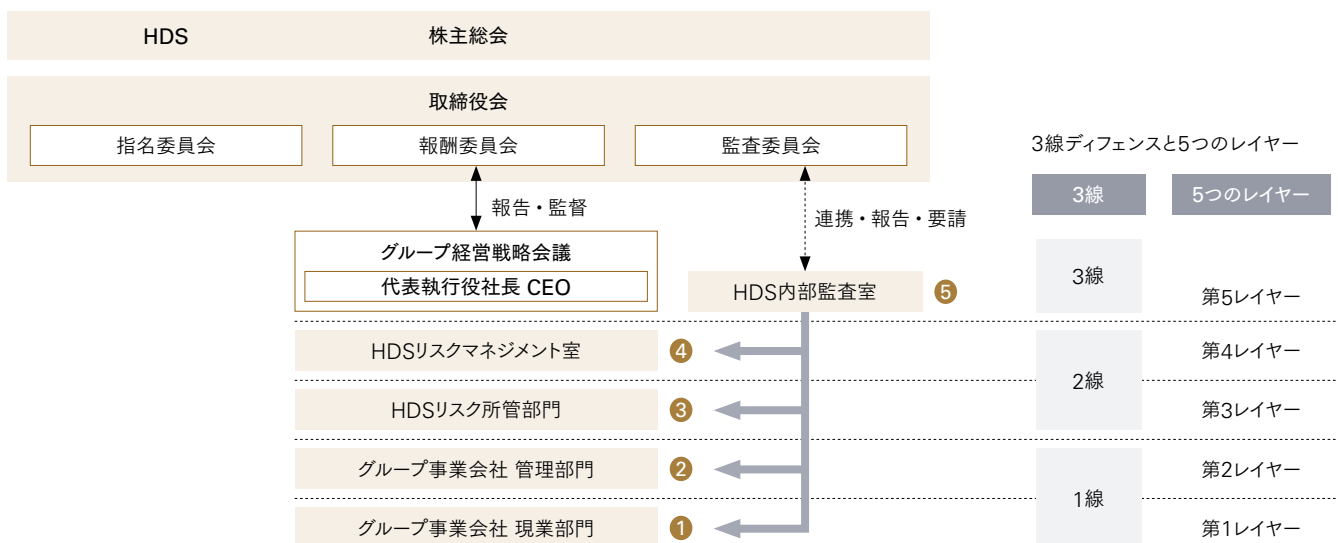 HDS 株主総会
取締役会
指名委員会 報酬委員会 監査委員会
報告・監督
連携・報告・要請
グループ経営戦略会議
代表執行役社長 CEO
HDS内部監査室 5
HDSリスクマネジメント室 4
HDSリスク所管部門 3
グループ事業会社 管理部門 2
グループ事業会社 現業部門 1
3線ディフェンスと5つのレイヤー
3線 5つのレイヤー
3線 第5レイヤー
2線 第4レイヤー
第3レイヤー
1線 第2レイヤー
第1レイヤー